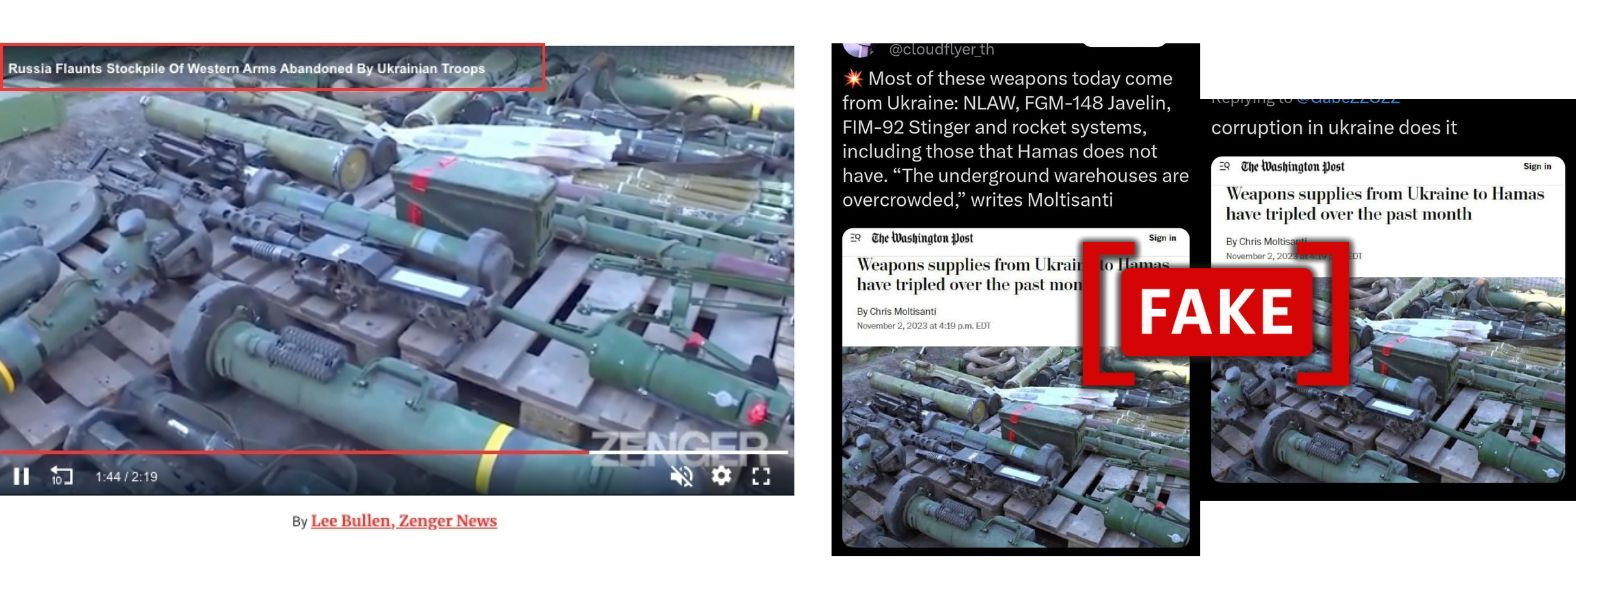 Russia Flaunts Stockpile Of Western Arms Abandoned By Ukrainian Troops
ZENGER
10
1:44 / 2:19
By Lee Bullen, Zenger News
@cloudflyer_th
💥 Most of these weapons today come
from Ukraine: NLAW, FGM-148 Javelin,
FIM-92 Stinger and rocket systems,
including those that Hamas does not
have. “The underground warehouses are
overcrowded,” writes Moltisanti
The Washington Post
Sign in
Weapons supplies from Ukraine to Hamas
have tripled over the past mon
By Chris Moltisanti
November 2, 2023 at 4:19 p.m. EDT
FAKE
Replying to @Gabe22022
corruption in ukraine does it
The Washington Post
Sign in
Weapons supplies from Ukraine to Hamas
have tripled over the past month
By Chris Moltisanti
November 2, 2023 at 4:19 EDT